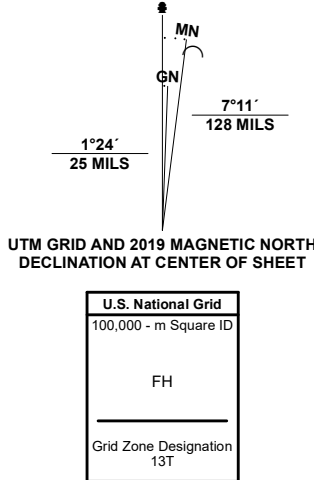 MN
GN
7°11´
128 MILS
1°24´
25 MILS
UTM GRID AND 2019 MAGNETIC NORTH
DECLINATION AT CENTER OF SHEET
U.S. National Grid
100,000 - m Square ID
FH
Grid Zone Designation
13T